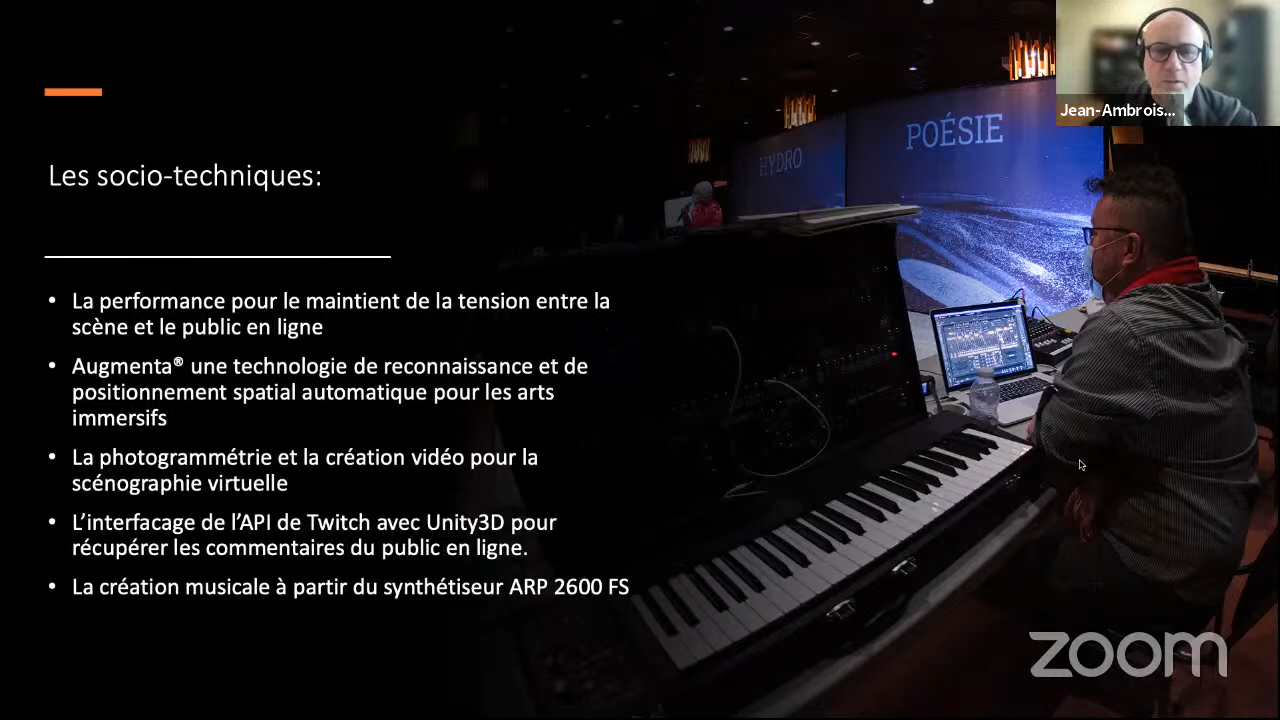 Jean-Ambrois...
POÉSIE
HYDRO
Les socio-techniques:
• La performance pour le maintient de la tension entre la
scène et le public en ligne
• Augmenta® une technologie de reconnaissance et de
positionnement spatial automatique pour les arts
immersifs
• La photogrammétrie et la création vidéo pour la
scénographie virtuelle
• L’interfacage de l’API de Twitch avec Unity3D pour
récupérer les commentaires du public en ligne.
• La création musicale à partir du synthétiseur ARP 2600 FS
zoom